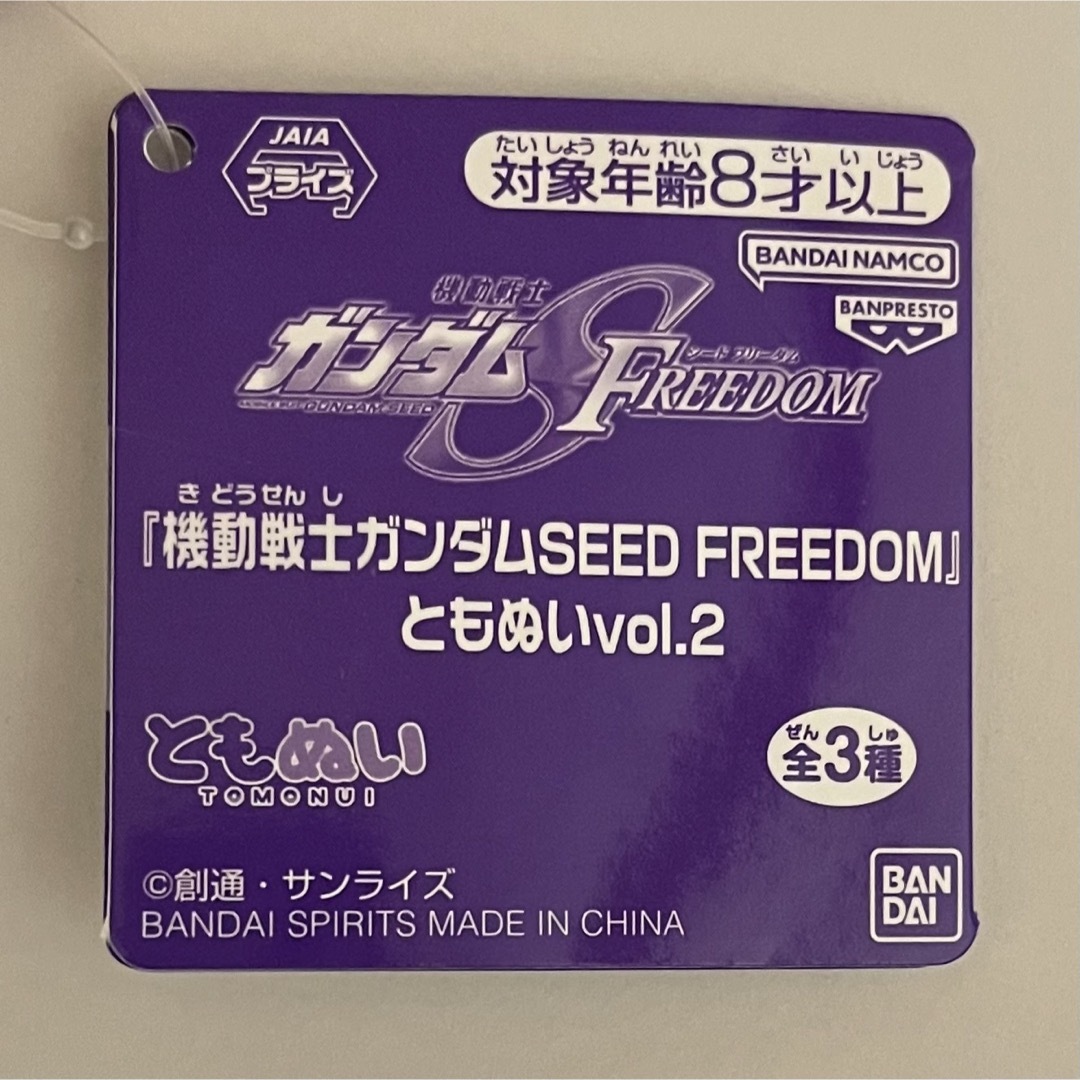 JAIA
プライズ
たいしょうねんれい さいいじょう
対象年齢8才以上
BANDAI NAMCO
BANPRESTO
機動戦士
ガンダム
シード フリーダム
FREEDOM
GUNDAM SEED
きどうせんし
『機動戦士ガンダムSEED FREEDOM』
ともぬいvol.2
ともぬい
TOMONUI
ぜん しゅ
全3種
©創通・サンライズ
BANDAI SPIRITS MADE IN CHINA
BAN
DAI